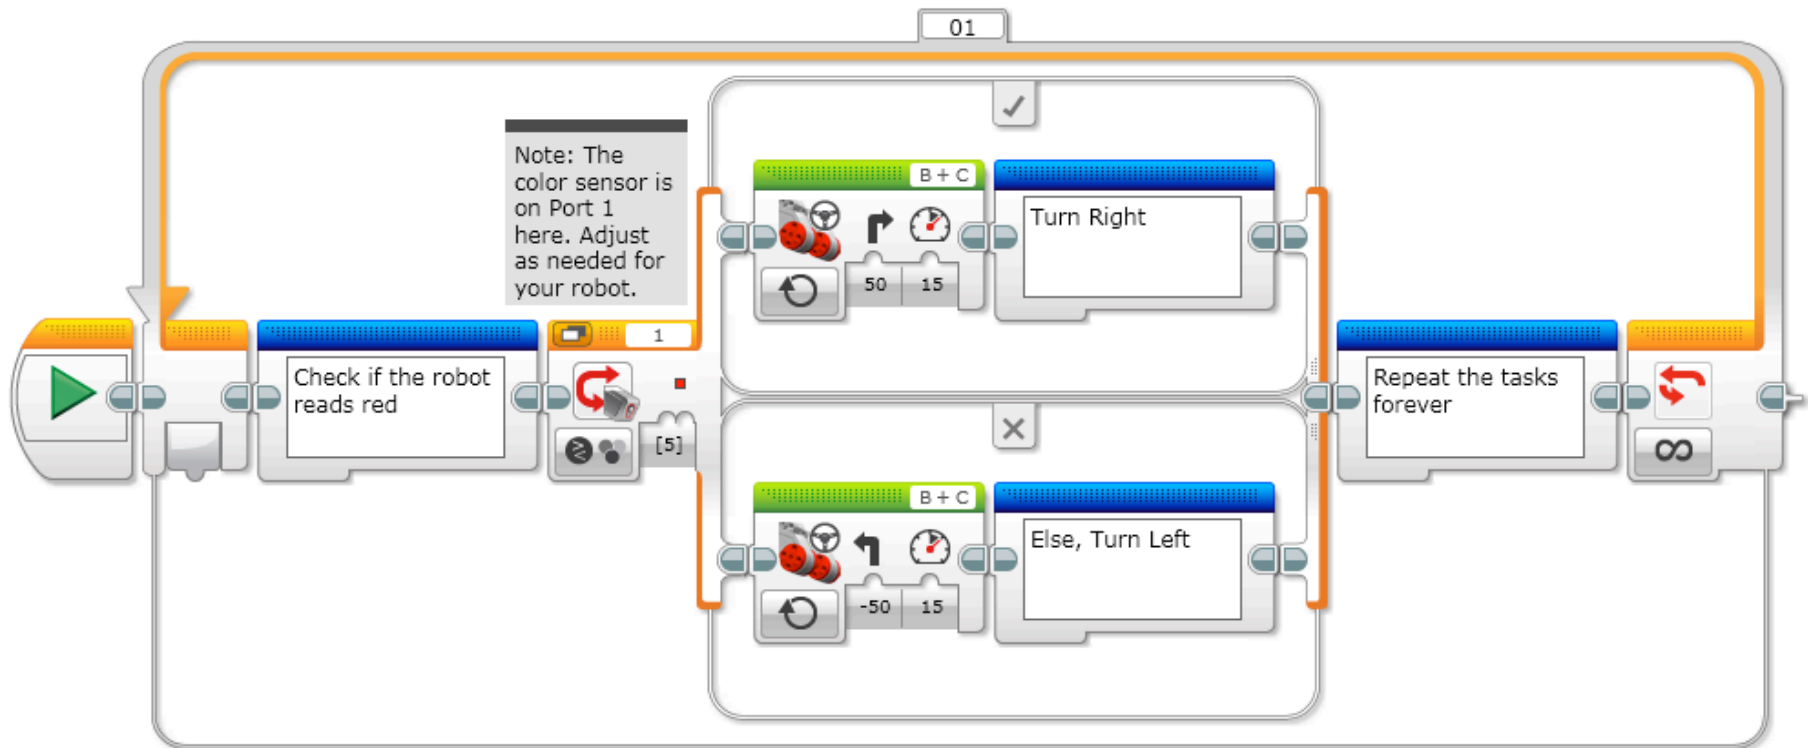 01
Note: The
color sensor is
on Port 1
here. Adjust
as needed for
your robot.
B + C
Turn Right
50 15
1
Check if the robot
reads red
[5]
Repeat the tasks
forever
B + C
Else, Turn Left
-50 15